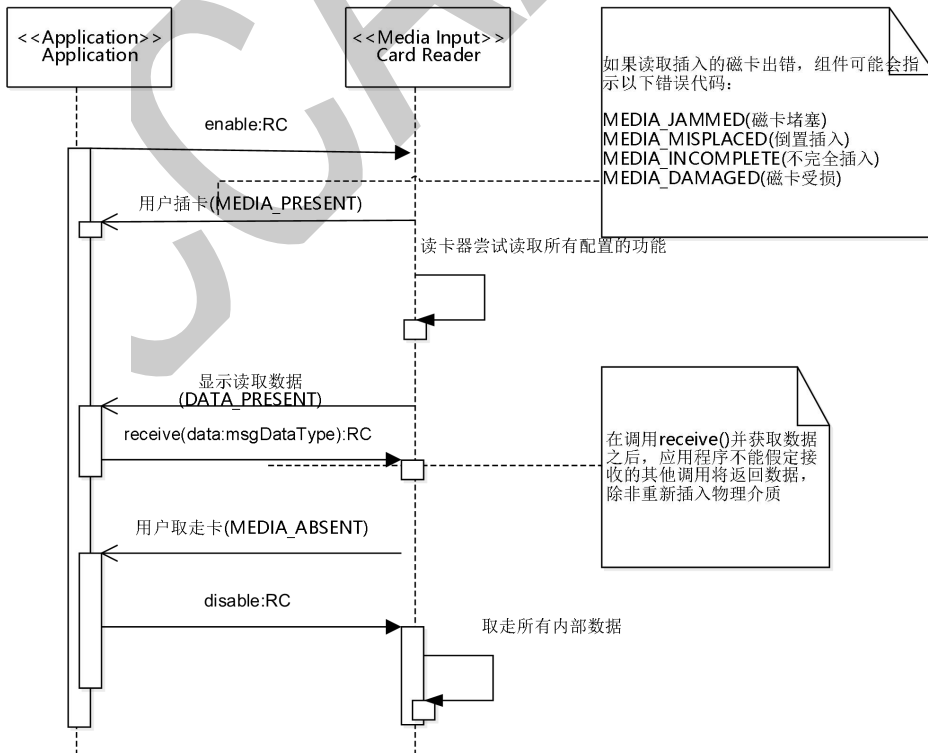 <<Application>>
Application
<<Media Input>>
Card Reader
如果读取插入的磁卡出错，组件可能会指
示以下错误代码：
MEDIA_JAMMED(磁卡堵塞)
MEDIA_MISPLACED(倒置插入)
MEDIA_INCOMPLETE(不完全插入)
MEDIA_DAMAGED(磁卡受损)
enable:RC
用户插卡(MEDIA_PRESENT)
读卡器尝试读取所有配置的功能
显示读取数据
(DATA_PRESENT)
receive(data:msgDataType):RC
在调用receive()并获取数据
之后，应用程序不能假定接
收的其他调用将返回数据，
除非重新插入物理介质
用户取走卡(MEDIA_ABSENT)
disable:RC
取走所有内部数据